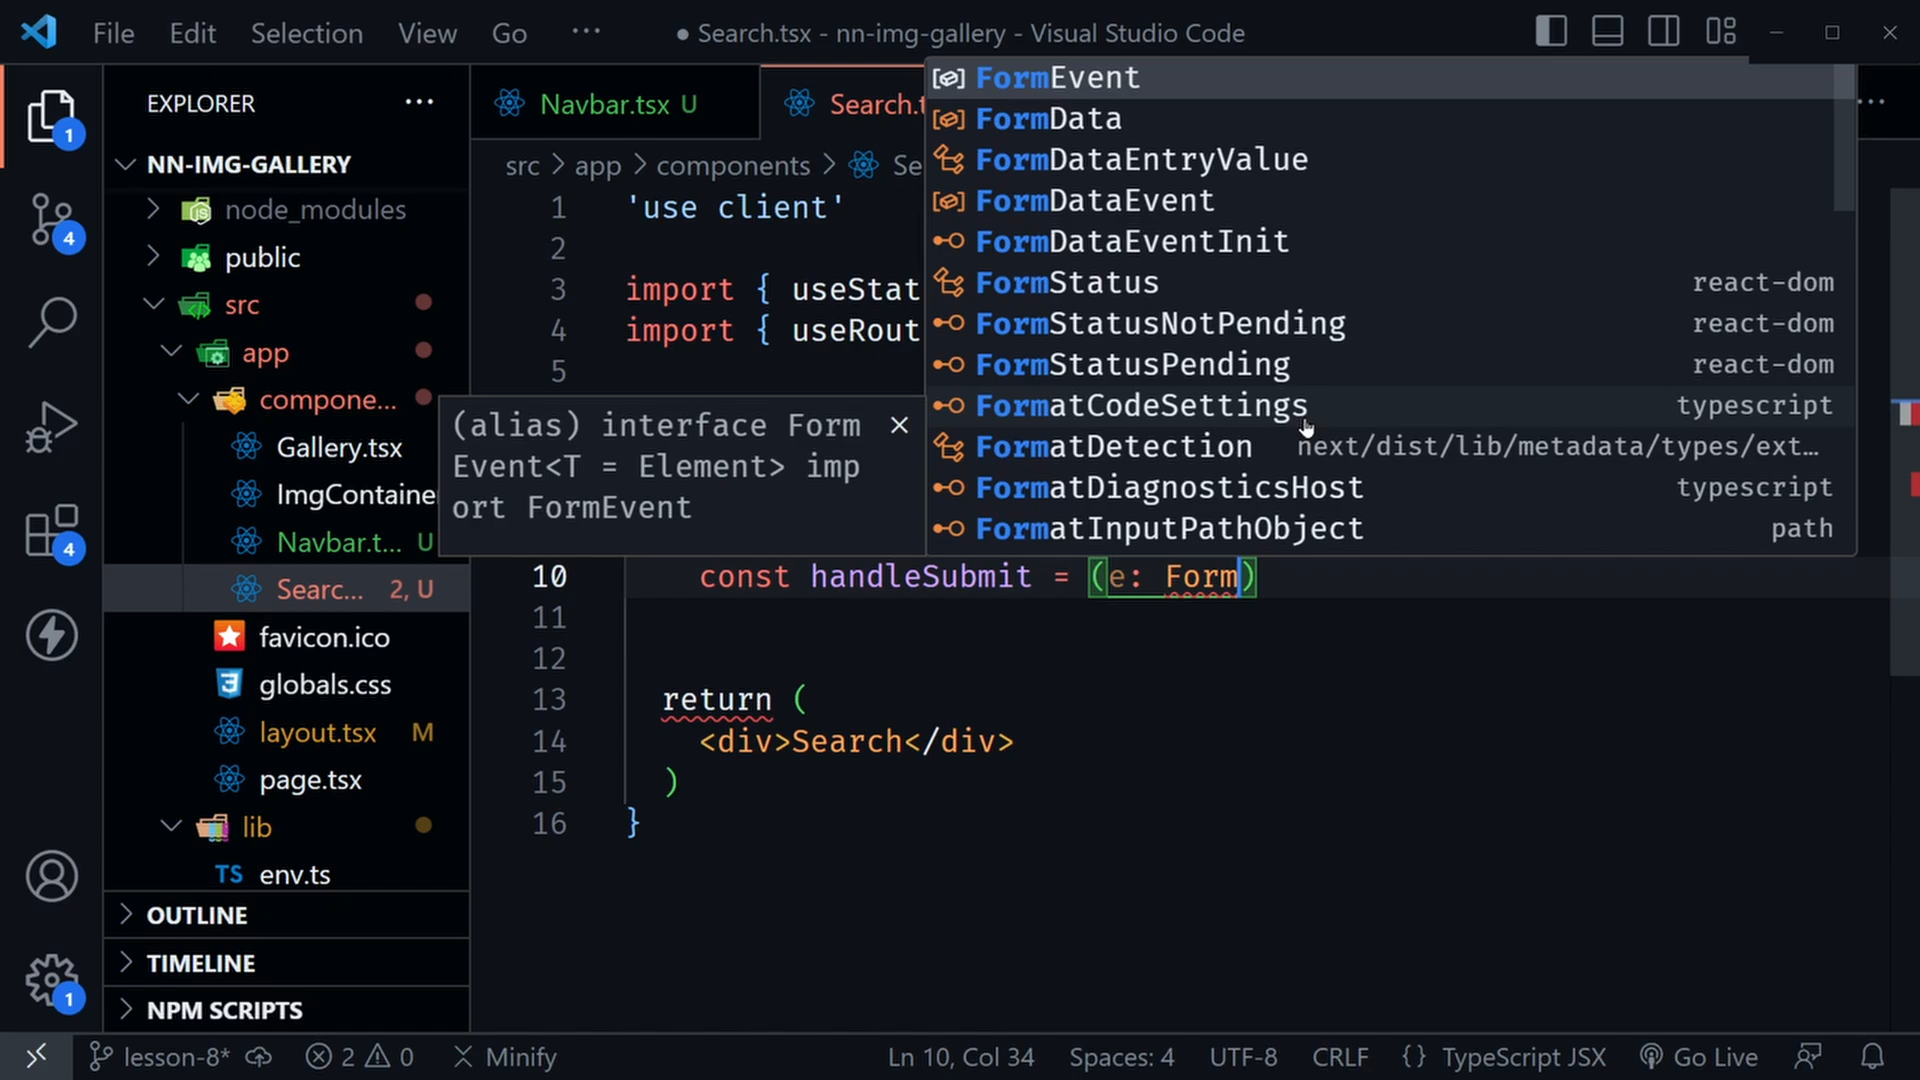 File Edit Selection View Go ···
● Search.tsx - nn-img-gallery - Visual Studio Code
EXPLORER ···
NN-IMG-GALLERY
node_modules
public
src
app
compone...
Gallery.tsx
ImgContaine
Navbar.t... U
Searc... 2, U
favicon.ico
globals.css
layout.tsx M
page.tsx
lib
TS env.ts
OUTLINE
TIMELINE
NPM SCRIPTS
1
4
4
1
Navbar.tsx U
Search.t
···
src > app > components > Se
1 'use client'
2
3 import { useStat
4 import { useRout
5
10 const handleSubmit = (e: Form)
11
12
13 return (
14 <div>Search</div>
15 )
16 }
(alias) interface Form
Event<T = Element> imp
ort FormEvent
FormEvent
FormData
FormDataEntryValue
FormDataEvent
FormDataEventInit
FormStatus react-dom
FormStatusNotPending react-dom
FormStatusPending react-dom
FormatCodeSettings typescript
FormatDetection next/dist/lib/metadata/types/ext...
FormatDiagnosticsHost typescript
FormatInputPathObject path
lesson-8* 2 0 Minify Ln 10, Col 34 Spaces: 4 UTF-8 CRLF {} TypeScript JSX Go Live